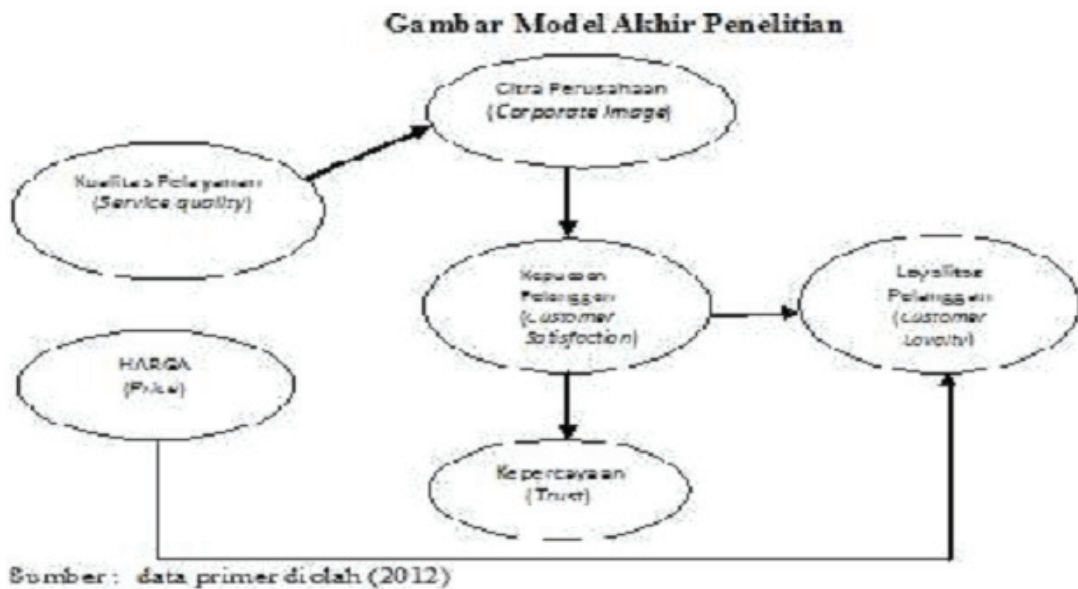 Gambar Model Akhir Penelitian
Citra Perusahaan
(Corporate Image)
Kualitas Pelayanan
(Service quality)
Kepuasan
Pelanggan
(Customer
Satisfaction)
Loyalitas
Pelanggan
(Customer
Loyalty)
HARGA
(Price)
Kepercayaan
(Trust)
Sumber : data primer diolah (2012)